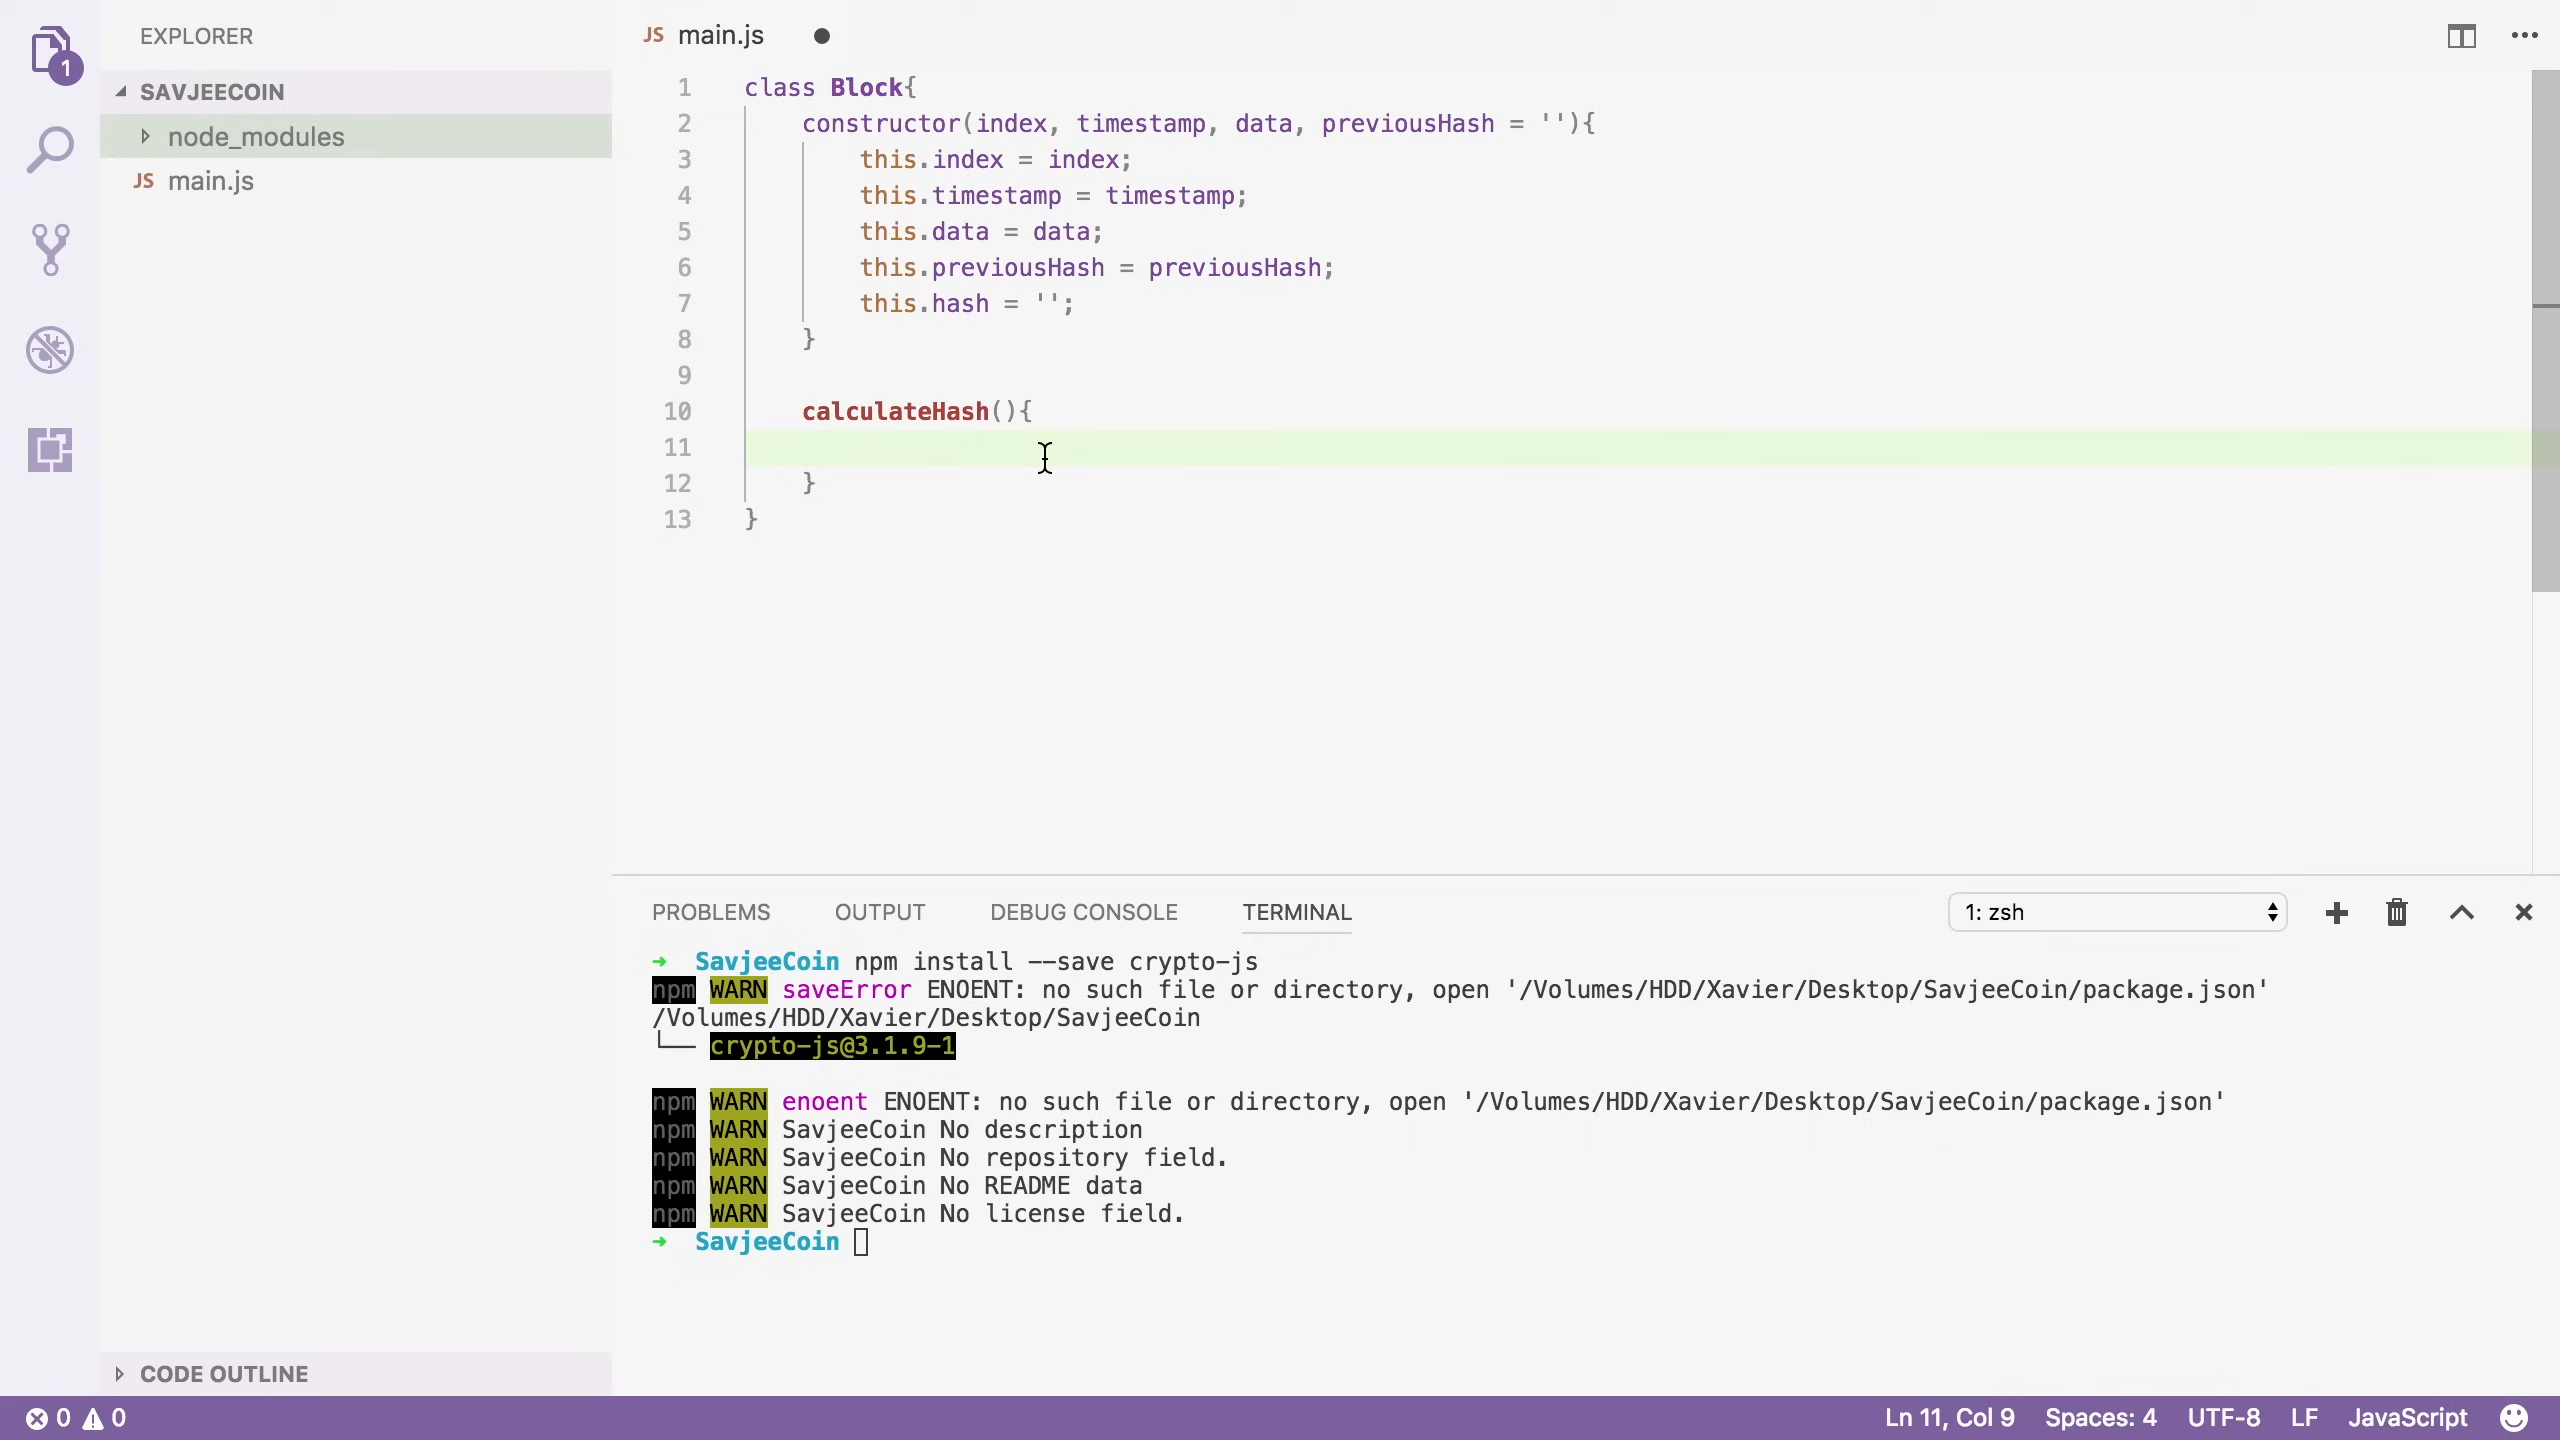 EXPLORER
1
SAVJEECOIN
node_modules
JS main.js
CODE OUTLINE
JS main.js
1 class Block{
2 constructor(index, timestamp, data, previousHash = ''){
3 this.index = index;
4 this.timestamp = timestamp;
5 this.data = data;
6 this.previousHash = previousHash;
7 this.hash = '';
8 }
9
10 calculateHash(){
11
12 }
13 }
PROBLEMS OUTPUT DEBUG CONSOLE TERMINAL 1: zsh
➜ SavjeeCoin npm install --save crypto-js
npm WARN saveError ENOENT: no such file or directory, open '/Volumes/HDD/Xavier/Desktop/SavjeeCoin/package.json'
/Volumes/HDD/Xavier/Desktop/SavjeeCoin
└── crypto-js@3.1.9-1
npm WARN enoent ENOENT: no such file or directory, open '/Volumes/HDD/Xavier/Desktop/SavjeeCoin/package.json'
npm WARN SavjeeCoin No description
npm WARN SavjeeCoin No repository field.
npm WARN SavjeeCoin No README data
npm WARN SavjeeCoin No license field.
➜ SavjeeCoin
0 0 Ln 11, Col 9 Spaces: 4 UTF-8 LF JavaScript